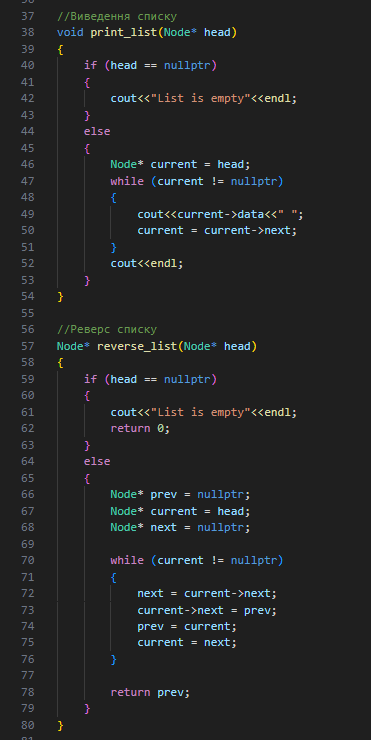 37 //Виведення списку
38 void print_list(Node* head)
39 {
40 if (head == nullptr)
41 {
42 cout<<"List is empty"<<endl;
43 }
44 else
45 {
46 Node* current = head;
47 while (current != nullptr)
48 {
49 cout<<current->data<<" ";
50 current = current->next;
51 }
52 cout<<endl;
53 }
54 }
55
56 //Реверс списку
57 Node* reverse_list(Node* head)
58 {
59 if (head == nullptr)
60 {
61 cout<<"List is empty"<<endl;
62 return 0;
63 }
64 else
65 {
66 Node* prev = nullptr;
67 Node* current = head;
68 Node* next = nullptr;
69
70 while (current != nullptr)
71 {
72 next = current->next;
73 current->next = prev;
74 prev = current;
75 current = next;
76 }
77
78 return prev;
79 }
80 }